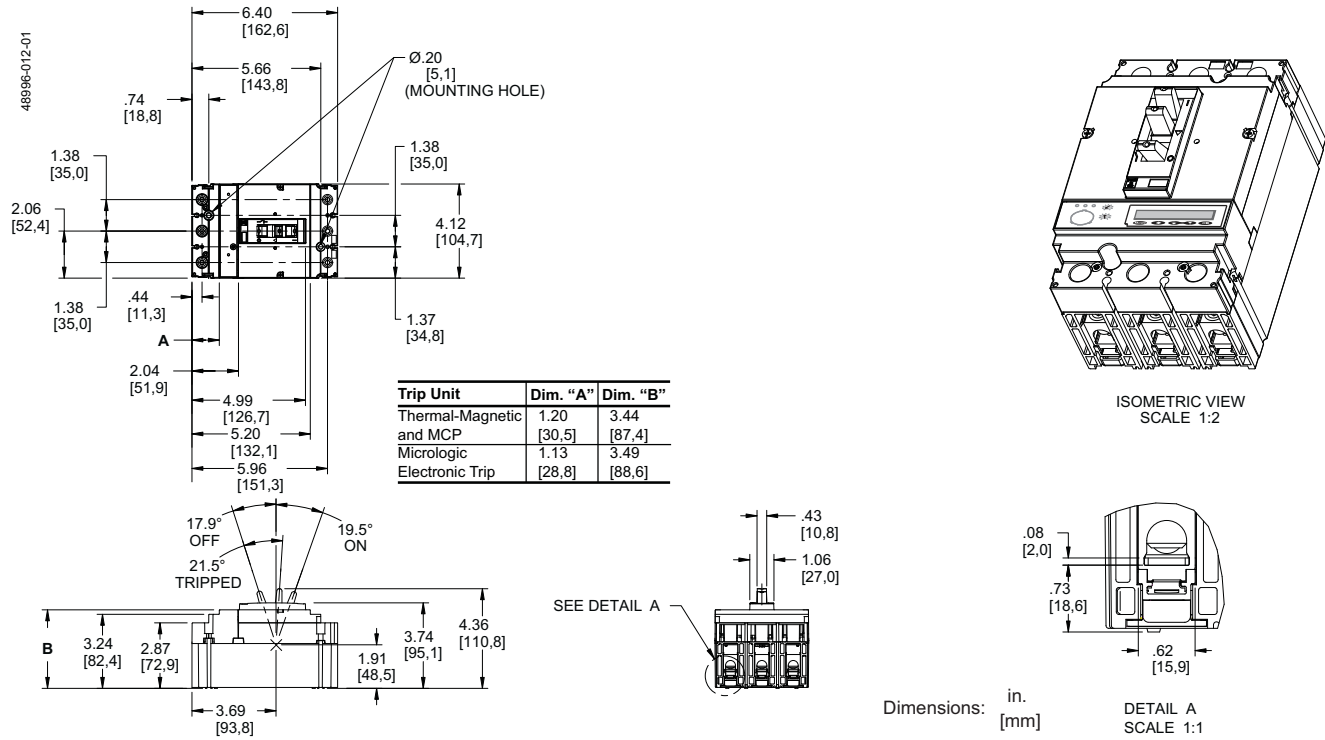 48996-012-01
6.40
[162,6]
5.66
[143,8]
.74
[18,8]
Ø.20
[5,1]
(MOUNTING HOLE)
1.38
[35,0]
1.38
[35,0]
2.06
[52,4]
4.12
[104,7]
1.38
[35,0]
.44
[11,3]
1.37
[34,8]
A
2.04
[51,9]
4.99
[126,7]
5.20
[132,1]
5.96
[151,3]
Trip Unit Dim. “A” Dim. “B”
Thermal-Magnetic 1.20 3.44
and MCP [30,5] [87,4]
Micrologic 1.13 3.49
Electronic Trip [28,8] [88,6]
ISOMETRIC VIEW
SCALE 1:2
17.9°
OFF
19.5°
ON
21.5°
TRIPPED
B
3.24
[82,4]
2.87
[72,9]
1.91
[48,5]
3.74
[95,1]
4.36
[110,8]
3.69
[93,8]
.43
[10,8]
1.06
[27,0]
SEE DETAIL A
.08
[2,0]
.73
[18,6]
.62
[15,9]
Dimensions: in.
[mm]
DETAIL A
SCALE 1:1